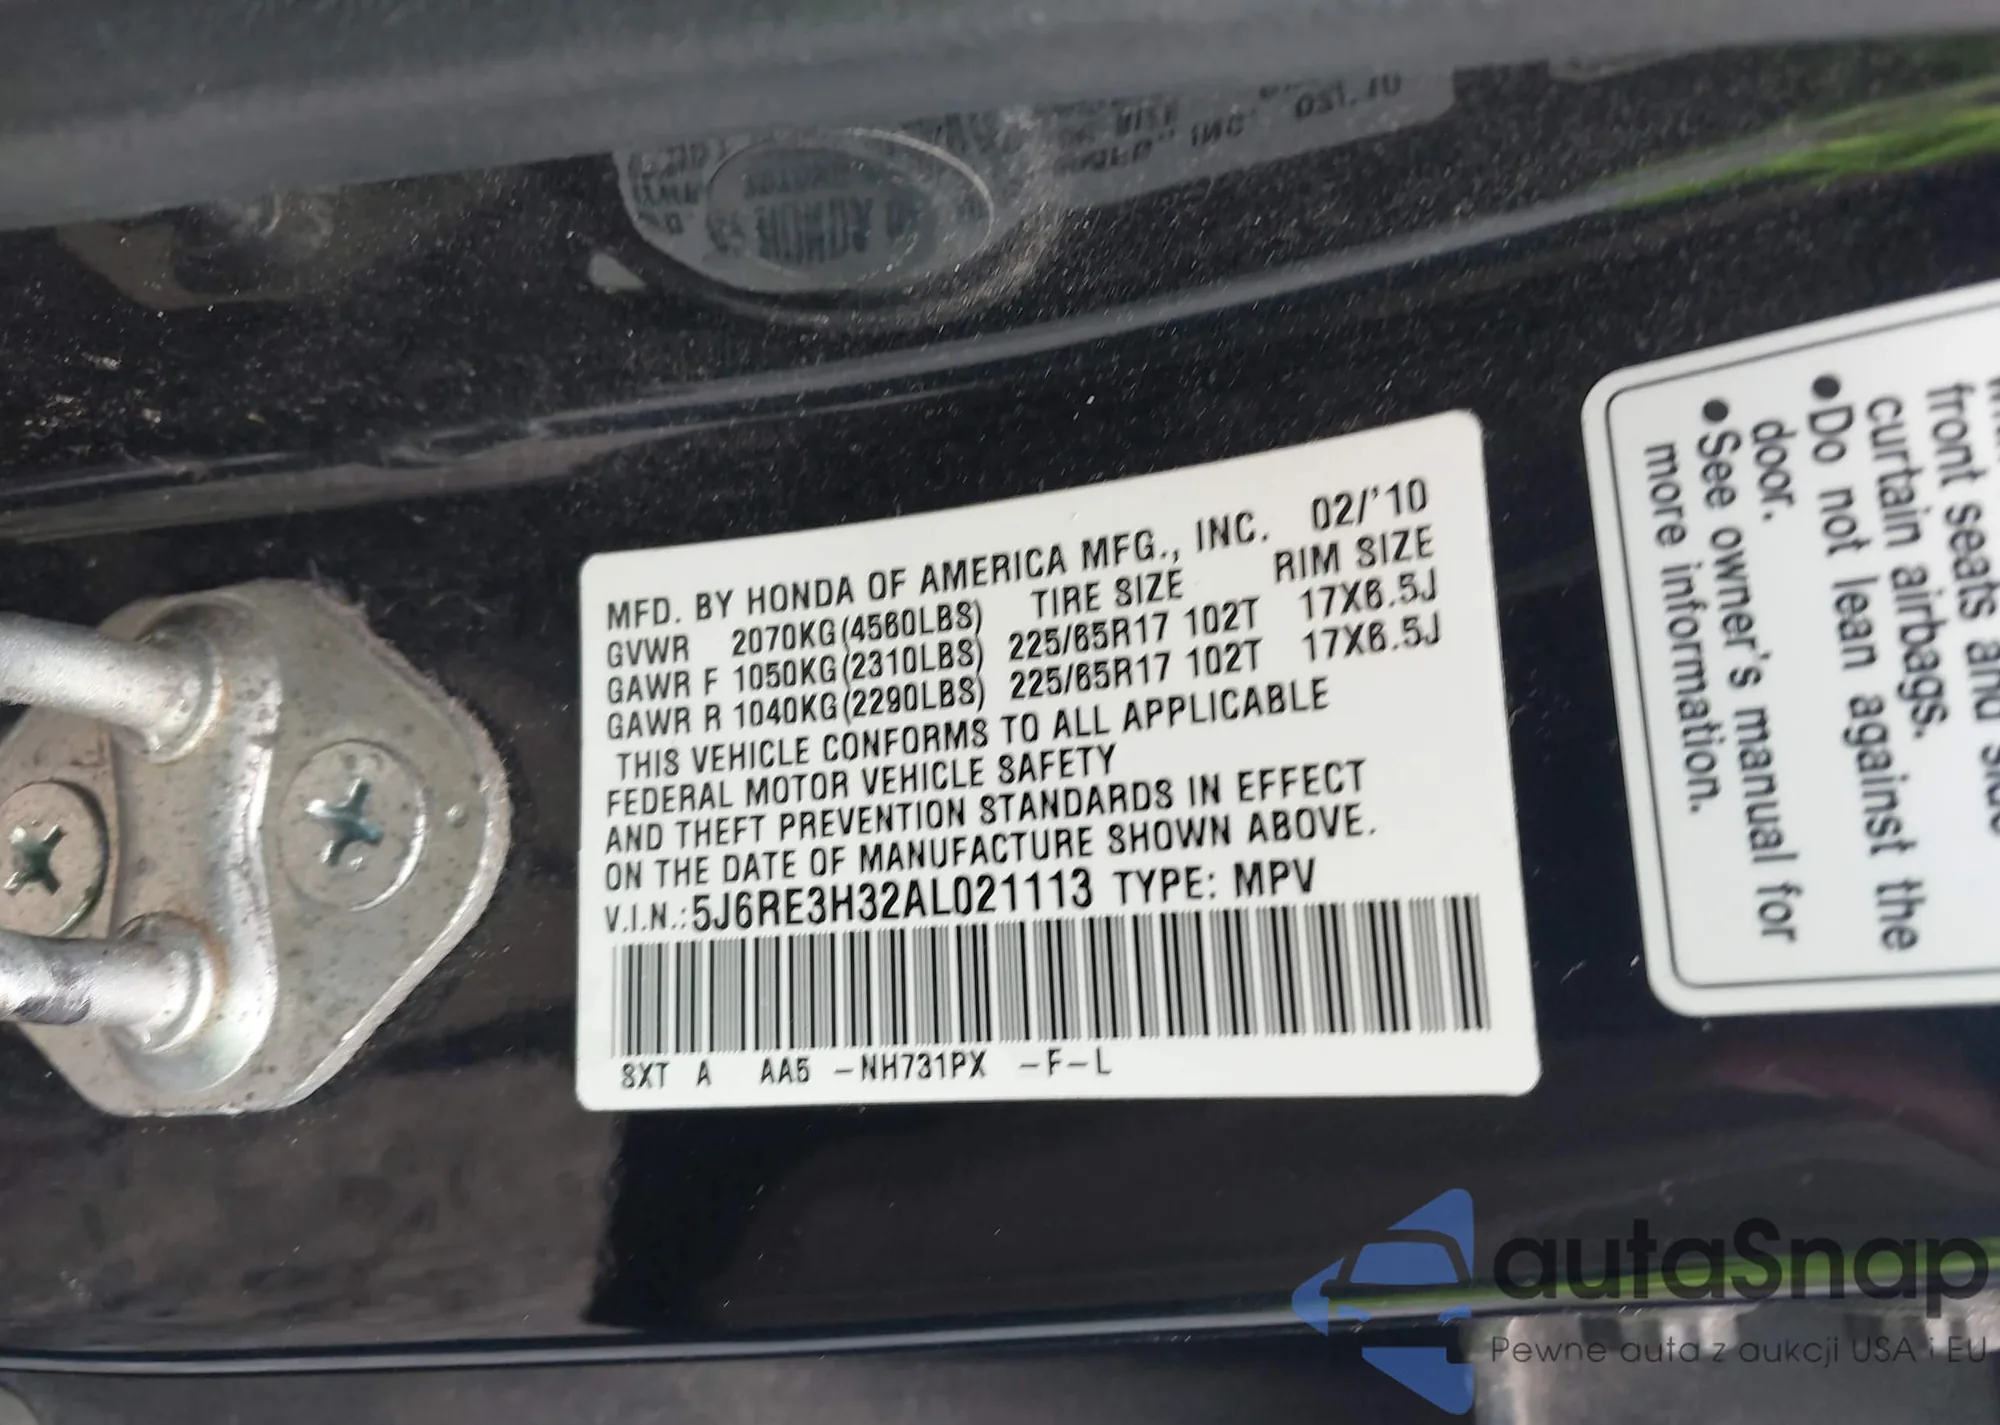 MFD. BY HONDA OF AMERICA MFG., INC. 02/'10
GVWR 2070KG(4560LBS) TIRE SIZE RIM SIZE
GAWR F 1050KG(2310LBS) 225/65R17 102T 17X6.5J
GAWR R 1040KG(2290LBS) 225/65R17 102T 17X6.5J
THIS VEHICLE CONFORMS TO ALL APPLICABLE
FEDERAL MOTOR VEHICLE SAFETY
AND THEFT PREVENTION STANDARDS IN EFFECT
ON THE DATE OF MANUFACTURE SHOWN ABOVE.
V.I.N.:5J6RE3H32AL021113 TYPE: MPV
SXT A AA5 -NH731PX -F-L
front seats and side
curtain airbags.
●Do not lean against the
door.
●See owner's manual for
more information.
autaSnap
Pewne auta z aukcji USA i EU